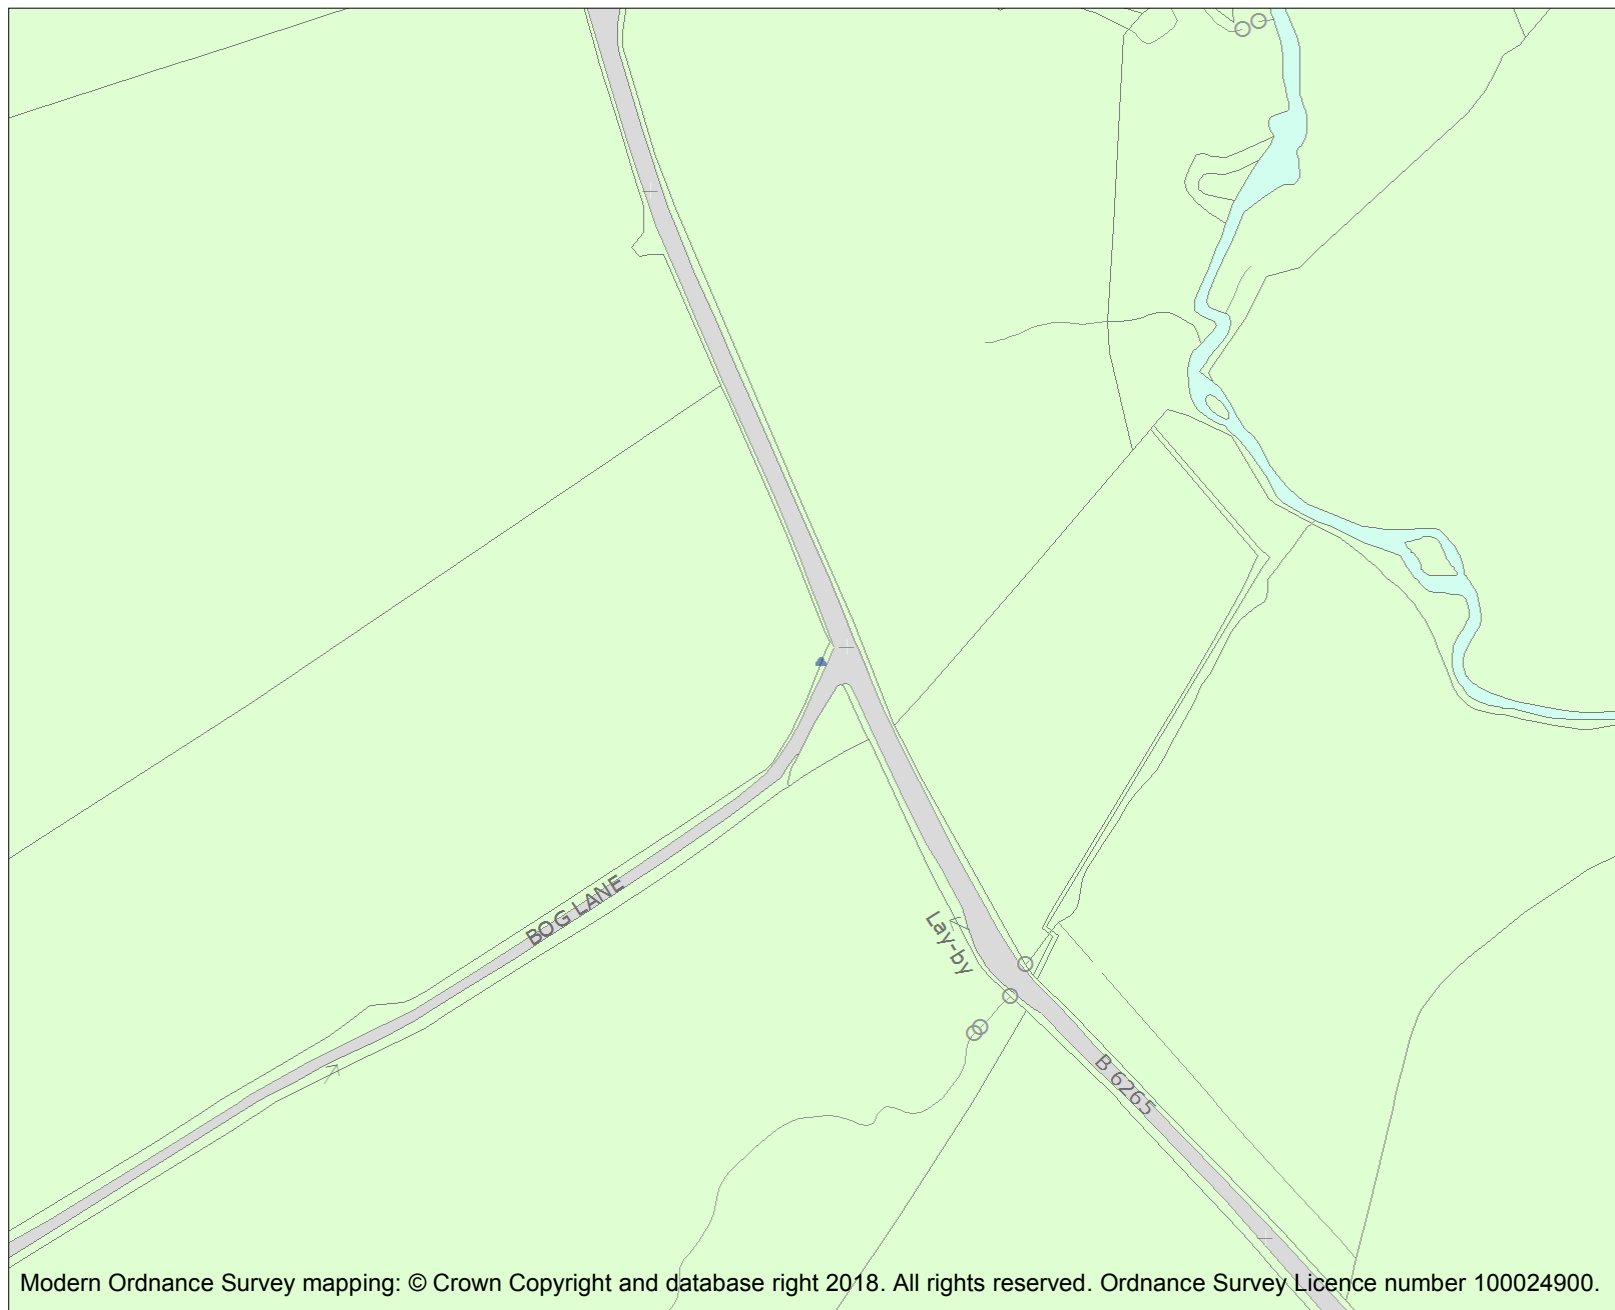 BOG LANE
Lay-by
B 6265
Modern Ordnance Survey mapping: © Crown Copyright and database right 2018. All rights reserved. Ordnance Survey Licence number 100024900.